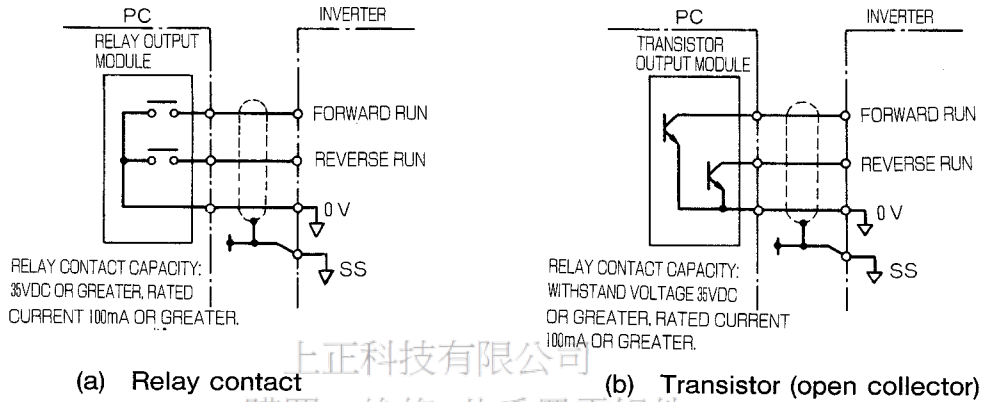 PC
INVERTER
RELAY OUTPUT
MODULE
FORWARD RUN
REVERSE RUN
0 V
SS
RELAY CONTACT CAPACITY:
35VDC OR GREATER, RATED
CURRENT 100mA OR GREATER.
(a) Relay contact
PC
INVERTER
TRANSISTOR
OUTPUT MODULE
FORWARD RUN
REVERSE RUN
0 V
SS
RELAY CONTACT CAPACITY:
WITHSTAND VOLTAGE 35VDC
OR GREATER, RATED CURRENT
100mA OR GREATER.
(b) Transistor (open collector)
上正科技有限公司